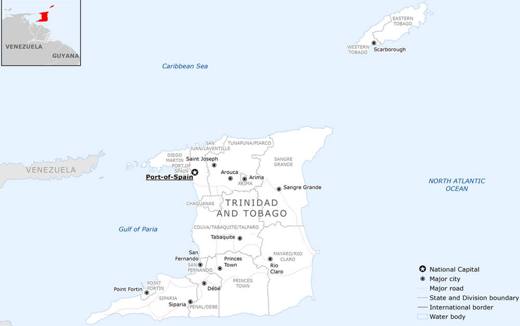 VENEZUELA
GUYANA
EASTERN
TOBAGO
WESTERN
TOBAGO
Scarborough
Caribbean Sea
SAN
JUAN/LAVENTILLE
TUNAPUNA/PIARCO
DIEGO
MARTIN
PORT OF
SPAIN
Saint Joseph
SANGRE
GRANDE
VENEZUELA
Port-of-Spain
Arouca
Arima
ARIMA
Sangre Grande
NORTH ATLANTIC
OCEAN
CHAGUANAS
TRINIDAD
AND TOBAGO
Gulf of Paria
COUVA/TABAQUITE/TALPARO
Tabaquite
San
Fernando
SAN
FERNANDO
Princes
Town
MAYARO/RIO
CLARO
Rio
Claro
POINT
FORTIN
Point Fortin
Débé
PRINCES
TOWN
SIPARIA
Siparia
PENAL/DEBE
National Capital
Major city
Major road
State and Division boundary
International border
Water body